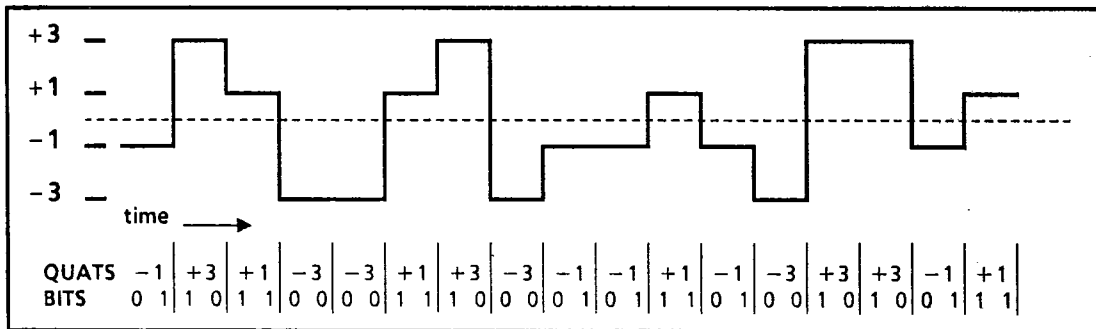 +3
+1
−1
−3
time
QUATS −1 +3 +1 −3 −3 +1 +3 −3 −1 −1 +1 −1 −3 +3 +3 −1 +1
BITS 0 1 1 0 1 1 0 0 0 0 1 1 1 0 0 0 0 1 0 1 1 1 0 1 0 0 1 0 1 0 0 1 1 1